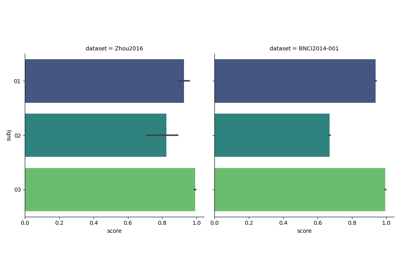 dataset = Zhou2016
dataset = BNCI2014-001
subj
01
02
03
0.0 0.2 0.4 0.6 0.8 1.0
0.0 0.2 0.4 0.6 0.8 1.0
score
score